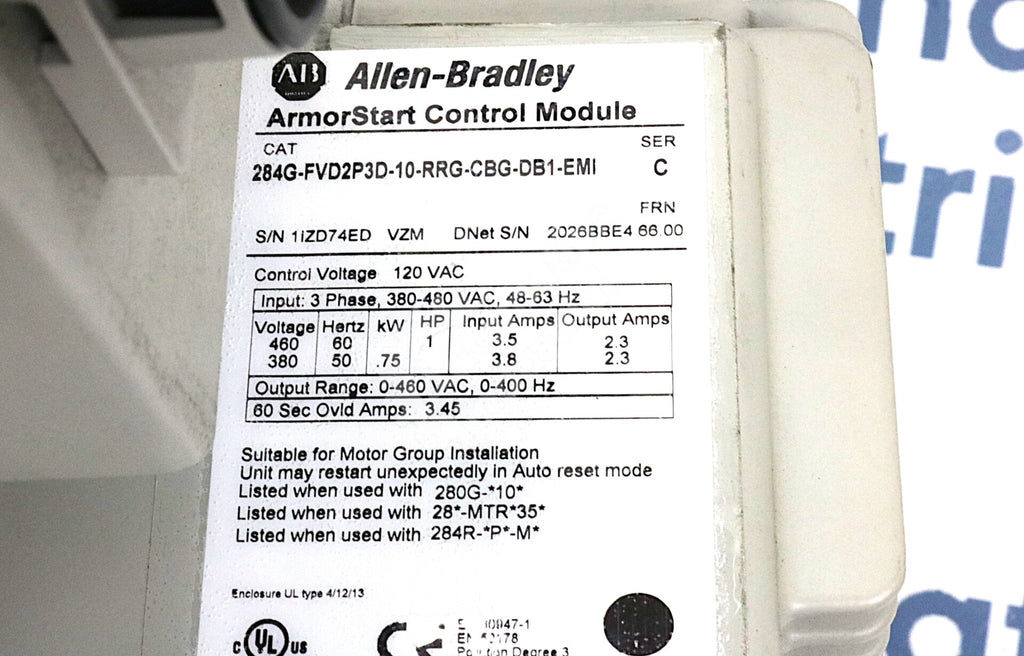 AB Allen-Bradley
ArmorStart Control Module
CAT SER
284G-FVD2P3D-10-RRG-CBG-DB1-EMI C
FRN
S/N 1IZD74ED VZM DNet S/N 2026BBE4 66.00
Control Voltage 120 VAC
Input: 3 Phase, 380-480 VAC, 48-63 Hz
Voltage Hertz kW HP Input Amps Output Amps
460 60 1 3.5 2.3
380 50 .75 3.8 2.3
Output Range: 0-460 VAC, 0-400 Hz
60 Sec Ovld Amps: 3.45
Suitable for Motor Group Installation
Unit may restart unexpectedly in Auto reset mode
Listed when used with 280G-*10*
Listed when used with 28*-MTR*35*
Listed when used with 284R-*P*-M*
Enclosure UL type 4/12/13
c UL us CE
EN
Degree 3
tri
at